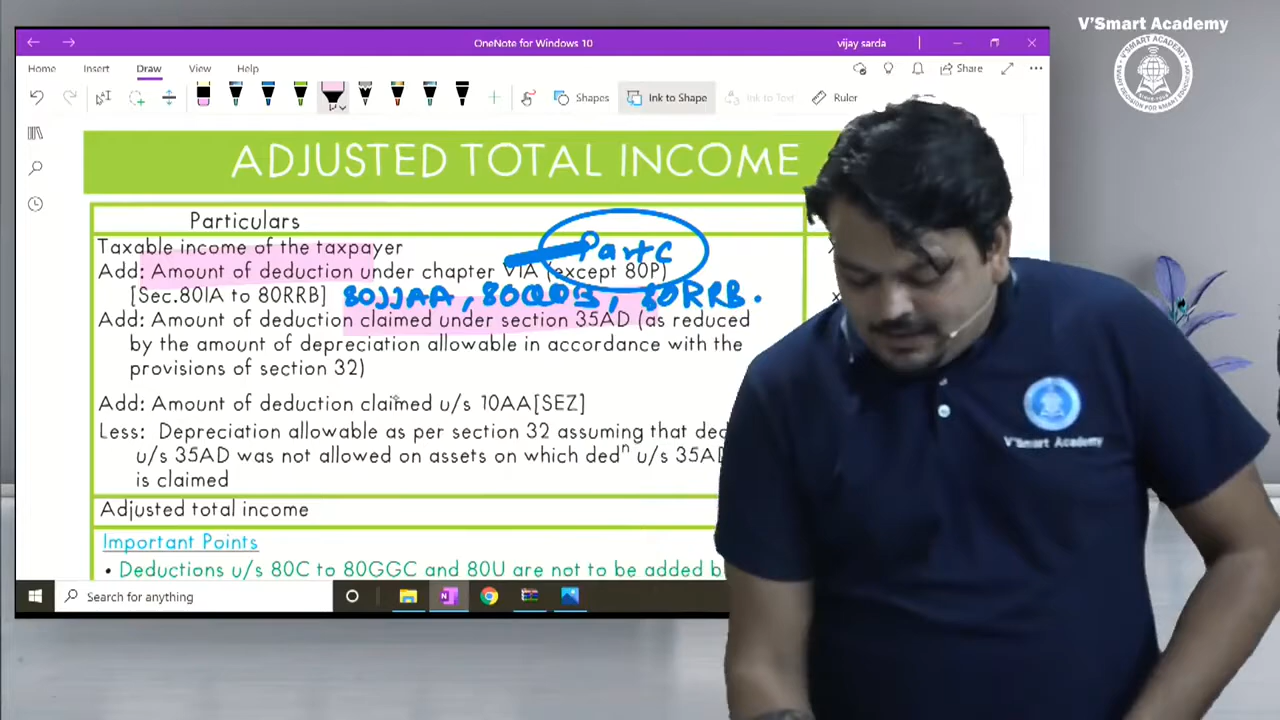 V'Smart Academy
OneNote for Windows 10
vijay sarda
Home Insert Draw View Help
Share
Shapes Ink to Shape Ink to Text Ruler
ADJUSTED TOTAL INCOME
Particulars
Taxable income of the taxpayer
Part C
Add: Amount of deduction under chapter VIA (except 80P)
[Sec.80IA to 80RRB] 80JJAA, 80QQB, 80RRB.
Add: Amount of deduction claimed under section 35AD (as reduced
by the amount of depreciation allowable in accordance with the
provisions of section 32)
Add: Amount of deduction claimed u/s 10AA[SEZ]
Less: Depreciation allowable as per section 32 assuming that
u/s 35AD was not allowed on assets on which dedⁿ u/s 35AD
is claimed
Adjusted total income
Important Points
• Deductions u/s 80C to 80GGC and 80U are not to be added
Search for anything
V'Smart Academy